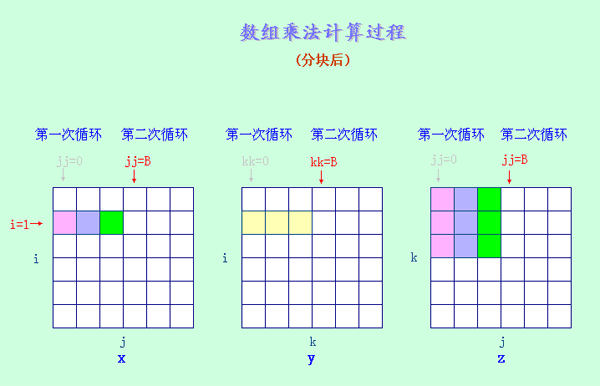 数组乘法计算过程
(分块后)
第一次循环 第二次循环 第一次循环 第二次循环 第一次循环 第二次循环
jj=0 jj=B kk=0 kk=B jj=0 jj=B
i=1
i i k
j k j
x y z